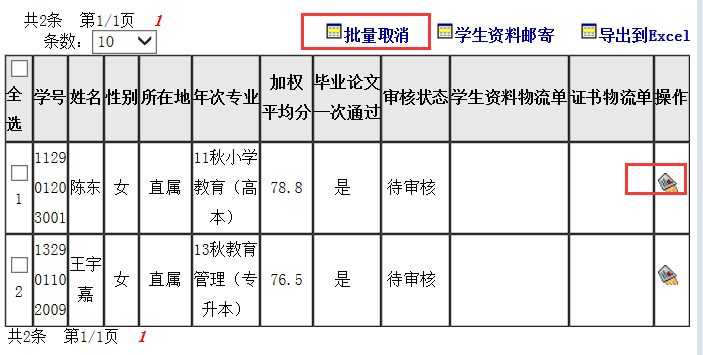 共2条 第1/1页 1
条数: 10
批量取消 学生资料邮寄 导出到Excel
全选 学号 姓名 性别 所在地 年次专业 加权平均分 毕业论文一次通过 审核状态 学生资料物流单 证书物流单 操作
1 112901203001 陈东 女 直属 11秋小学教育（高本） 78.8 是 待审核
2 132901102009 王宇嘉 女 直属 13秋教育管理（专升本） 76.5 是 待审核
共2条 第1/1页 1